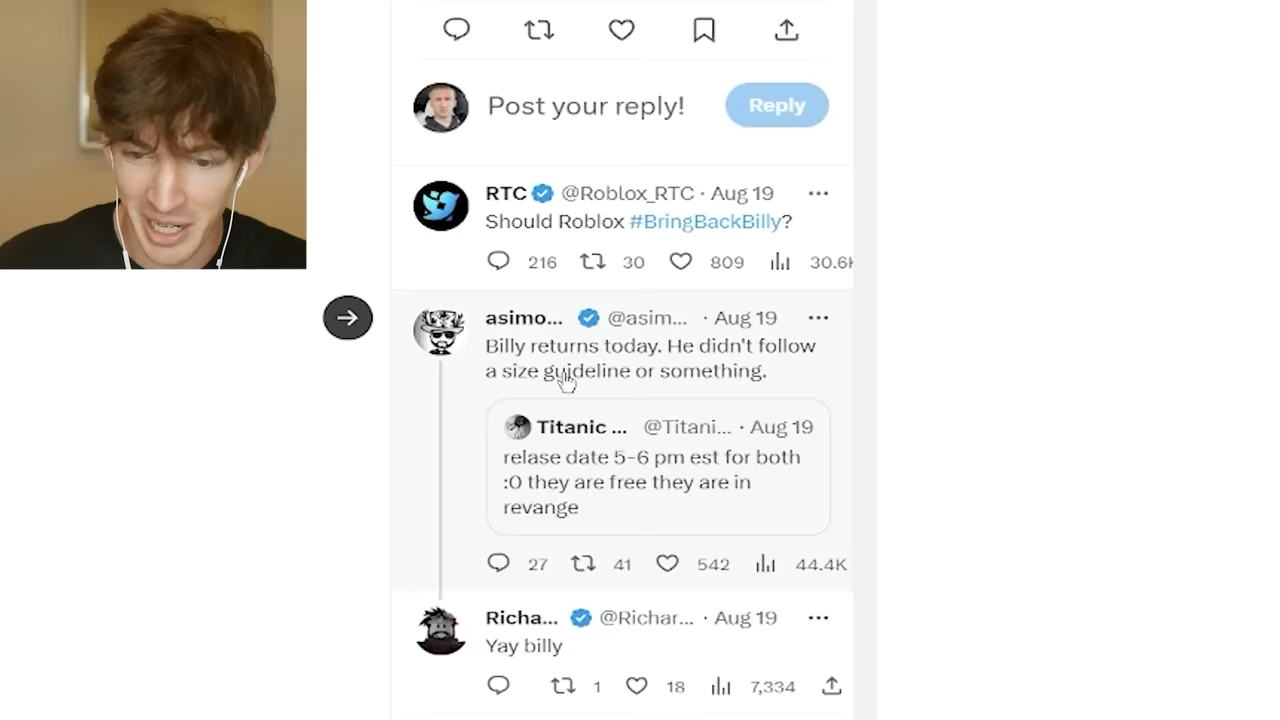 Post your reply!
Reply
RTC @Roblox_RTC · Aug 19
Should Roblox #BringBackBilly?
216 30 809 30.6K
asimo... @asim... · Aug 19
Billy returns today. He didn't follow
a size guideline or something.
Titanic ... @Titani... · Aug 19
relase date 5-6 pm est for both
:O they are free they are in
revange
27 41 542 44.4K
Richa... @Richar... · Aug 19
Yay billy
1 18 7,334